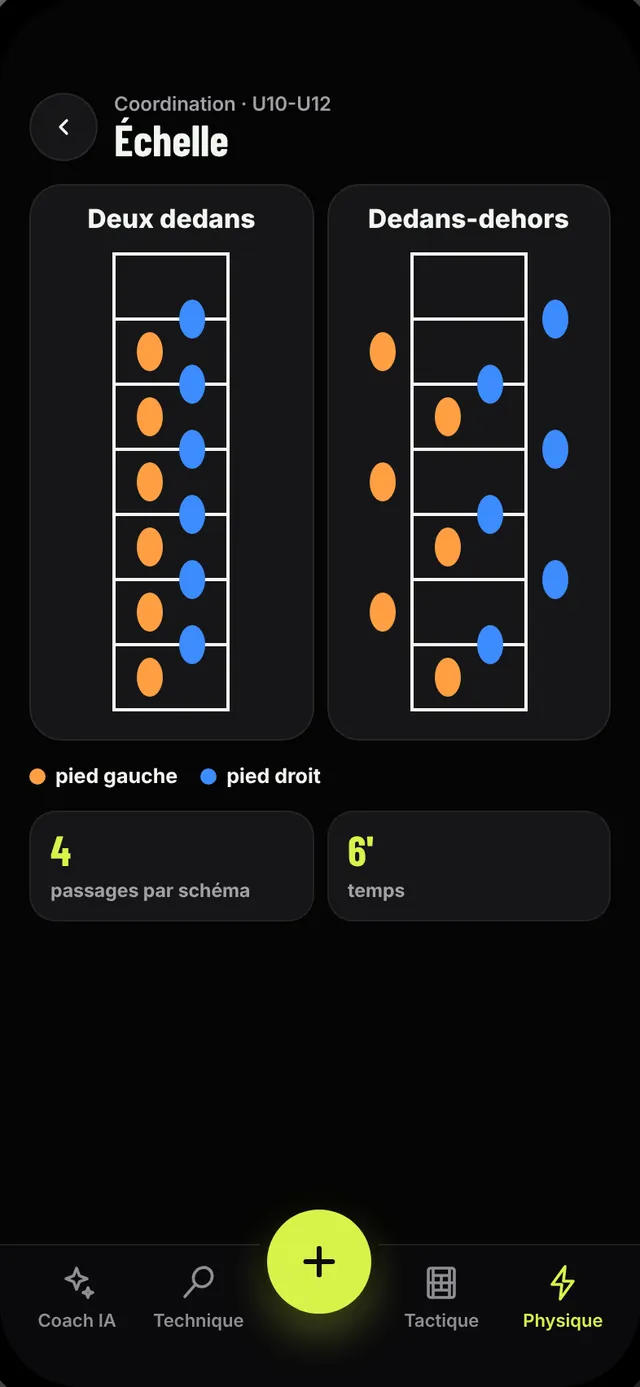 Coordination · U10-U12
Échelle
Deux dedans
Dedans-dehors
pied gauche
pied droit
4
passages par schéma
6'
temps
Coach IA
Technique
Tactique
Physique